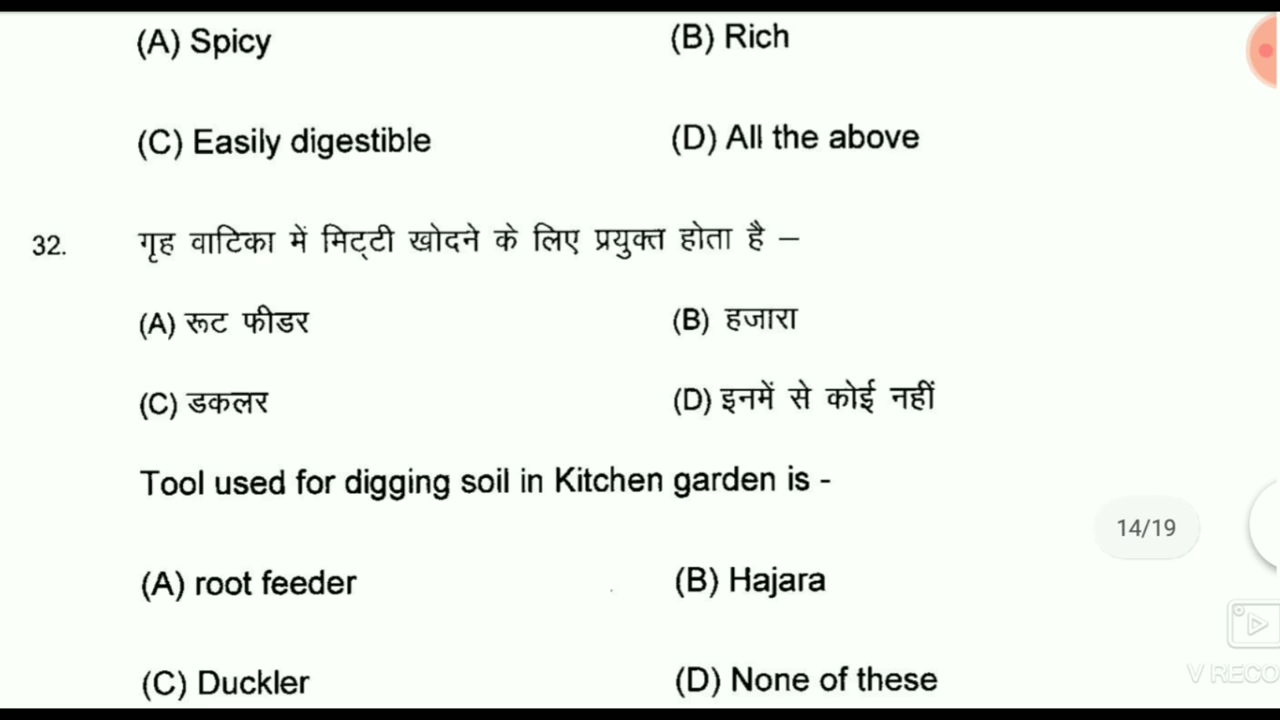 (A) Spicy (B) Rich
(C) Easily digestible (D) All the above
32. गृह वाटिका में मिट्टी खोदने के लिए प्रयुक्त होता है –
(A) रूट फीडर (B) हजारा
(C) डकलर (D) इनमें से कोई नहीं
Tool used for digging soil in Kitchen garden is -
14/19
(A) root feeder (B) Hajara
(C) Duckler (D) None of these
V RECO